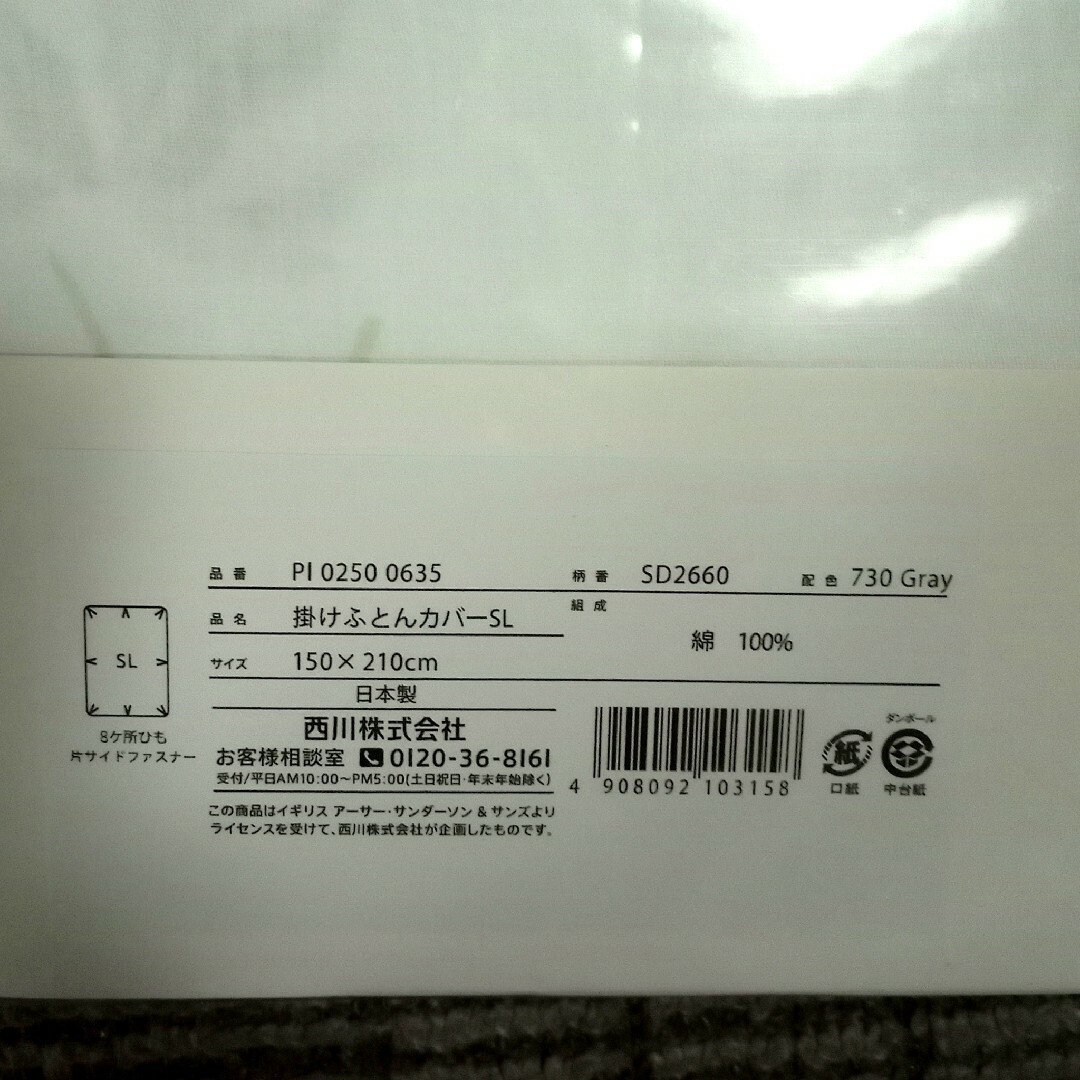 品番 PI 0250 0635 柄番 SD2660 配色 730 Gray
品名 掛けふとんカバーSL 組成
綿 100%
サイズ 150×210cm
日本製
西川株式会社
お客様相談室 0120-36-8161
受付/平日AM10:00〜PM5:00(土日祝日・年末年始除く)
この商品はイギリス アーサー・サンダーソン & サンズより
ライセンスを受けて、西川株式会社が企画したものです。
SL
8ケ所ひも
片サイドファスナー
4 908092 103158
紙
口紙
ダンボール
中台紙